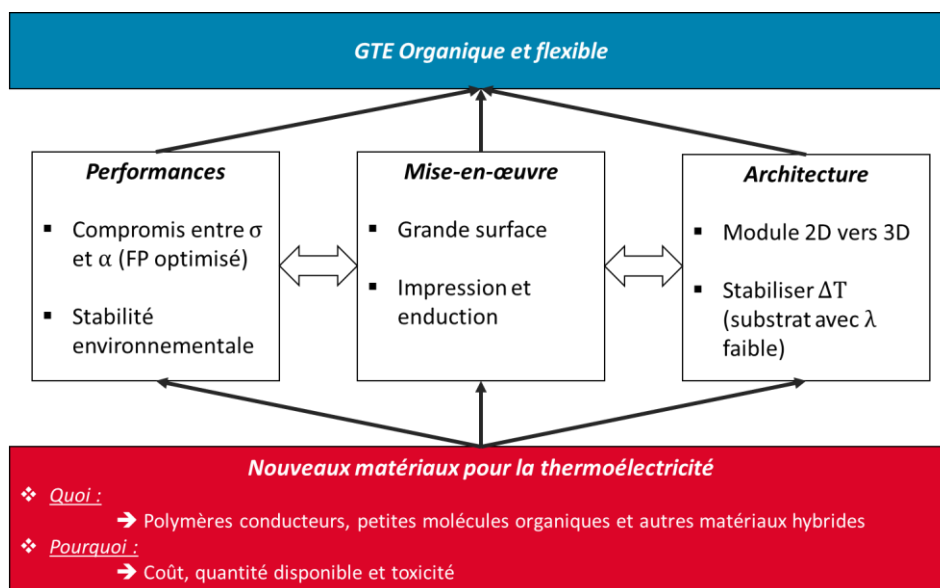 GTE Organique et flexible
Performances
▪ Compromis entre σ
et α (FP optimisé)
▪ Stabilité
environnementale
Mise-en-œuvre
▪ Grande surface
▪ Impression et
enduction
Architecture
▪ Module 2D vers 3D
▪ Stabiliser ΔT
(substrat avec λ
faible)
Nouveaux matériaux pour la thermoélectricité
❖ Quoi :
➔ Polymères conducteurs, petites molécules organiques et autres matériaux hybrides
❖ Pourquoi :
➔ Coût, quantité disponible et toxicité